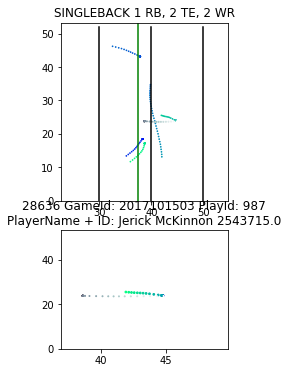 SINGLEBACK 1 RB, 2 TE, 2 WR
50
40
30
20
10
0
30 40 50
28636 GameId: 2017101503 PlayId: 987
PlayerName + ID: Jerick McKinnon 2543715.0
40
20
0
40 45